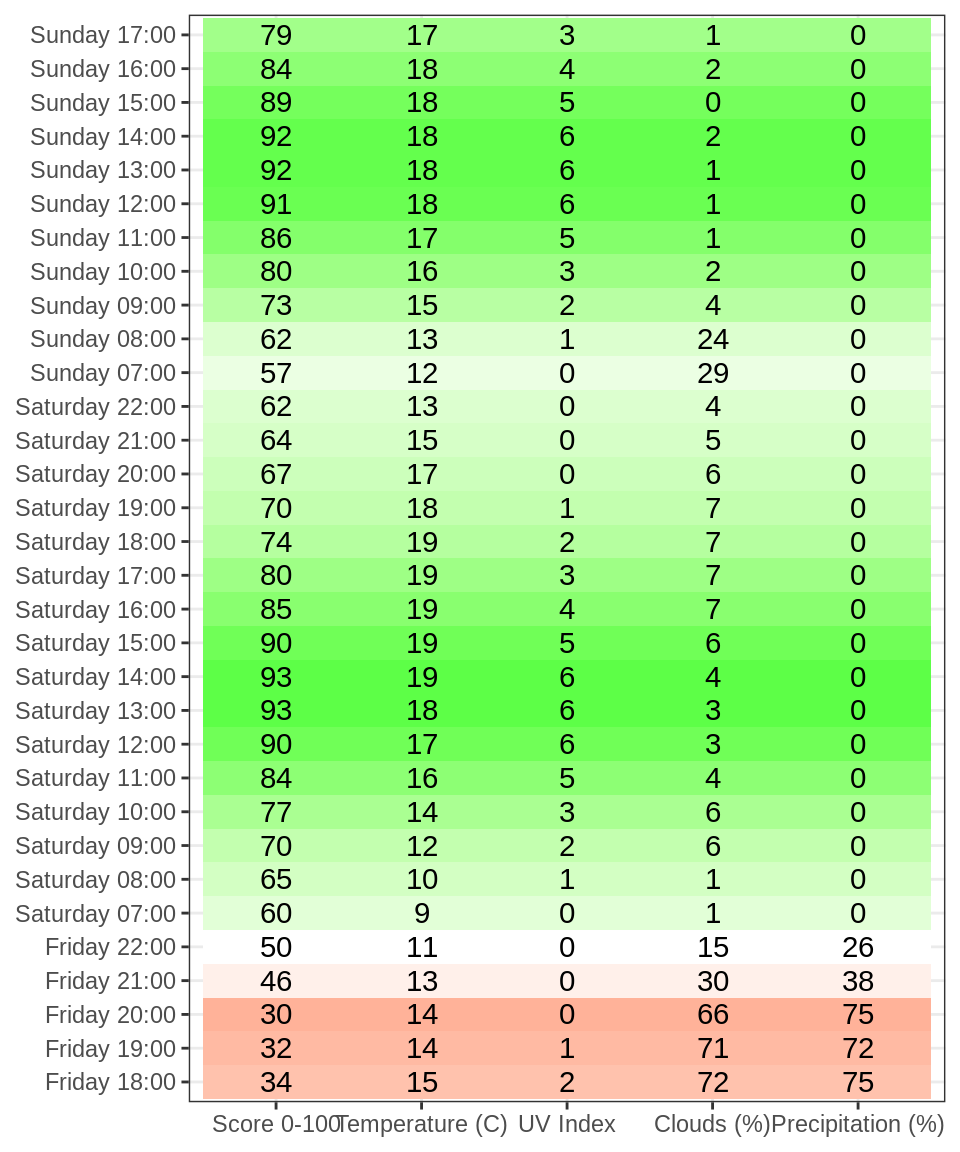 Sunday 17:00 79 17 3 1 0
Sunday 16:00 84 18 4 2 0
Sunday 15:00 89 18 5 0 0
Sunday 14:00 92 18 6 2 0
Sunday 13:00 92 18 6 1 0
Sunday 12:00 91 18 6 1 0
Sunday 11:00 86 17 5 1 0
Sunday 10:00 80 16 3 2 0
Sunday 09:00 73 15 2 4 0
Sunday 08:00 62 13 1 24 0
Sunday 07:00 57 12 0 29 0
Saturday 22:00 62 13 0 4 0
Saturday 21:00 64 15 0 5 0
Saturday 20:00 67 17 0 6 0
Saturday 19:00 70 18 1 7 0
Saturday 18:00 74 19 2 7 0
Saturday 17:00 80 19 3 7 0
Saturday 16:00 85 19 4 7 0
Saturday 15:00 90 19 5 6 0
Saturday 14:00 93 19 6 4 0
Saturday 13:00 93 18 6 3 0
Saturday 12:00 90 17 6 3 0
Saturday 11:00 84 16 5 4 0
Saturday 10:00 77 14 3 6 0
Saturday 09:00 70 12 2 6 0
Saturday 08:00 65 10 1 1 0
Saturday 07:00 60 9 0 1 0
Friday 22:00 50 11 0 15 26
Friday 21:00 46 13 0 30 38
Friday 20:00 30 14 0 66 75
Friday 19:00 32 14 1 71 72
Friday 18:00 34 15 2 72 75
Score 0-100 Temperature (C) UV Index Clouds (%) Precipitation (%)